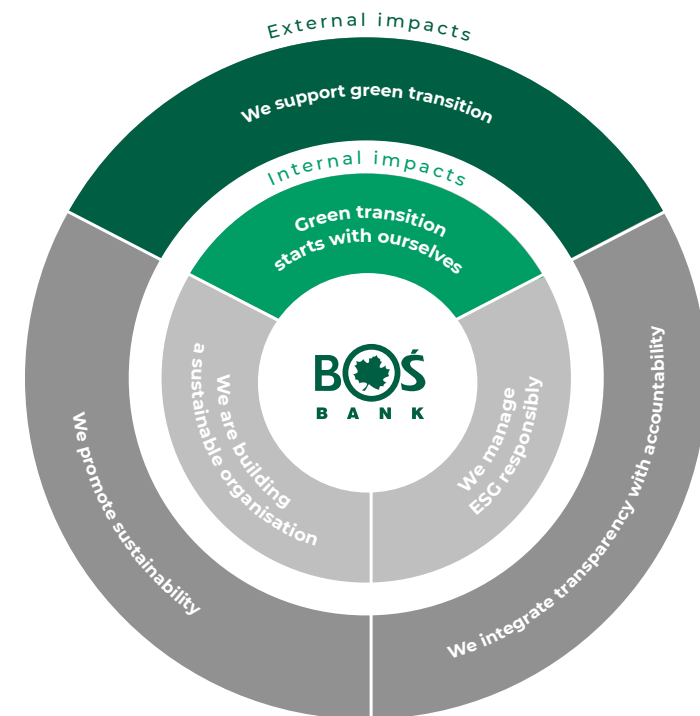 External impacts
We support green transition
Internal impacts
Green transition
starts with ourselves
BOŚ
BANK
We are building
a sustainable organisation
We manage
ESG responsibly
We promote sustainability
We integrate transparency with accountability